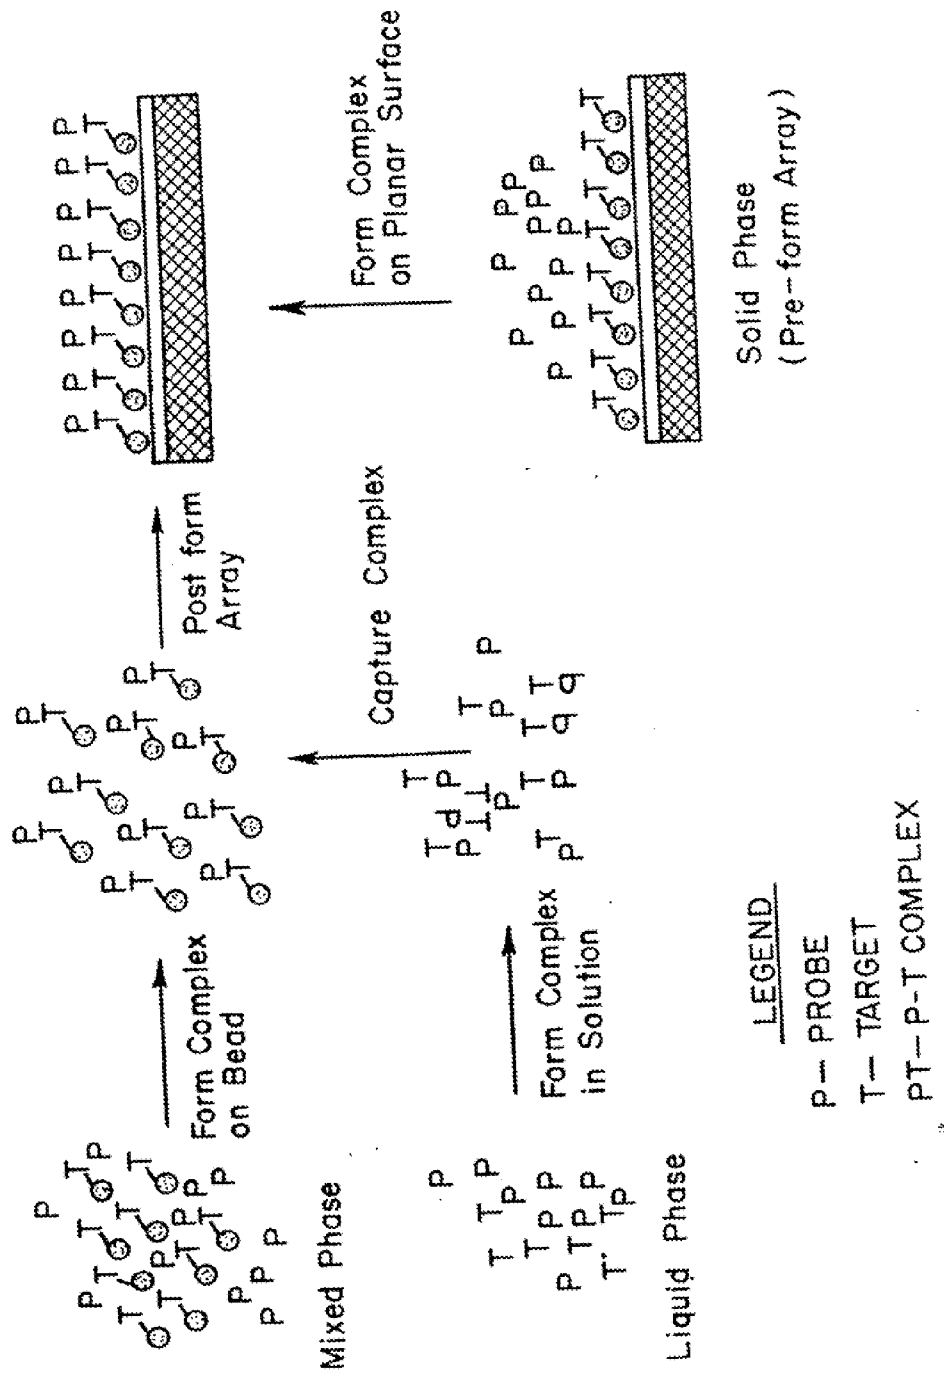 P P P P P P P P
T T T T T T T T
Form Complex
on Bead
Post form
Array
Mixed Phase
Capture Complex
Form Complex
on Planar Surface
Form Complex
in Solution
T T T T T T T T
Liquid Phase
Solid Phase
(Pre-form Array)
LEGEND
P— PROBE
T— TARGET
PT— P-T COMPLEX